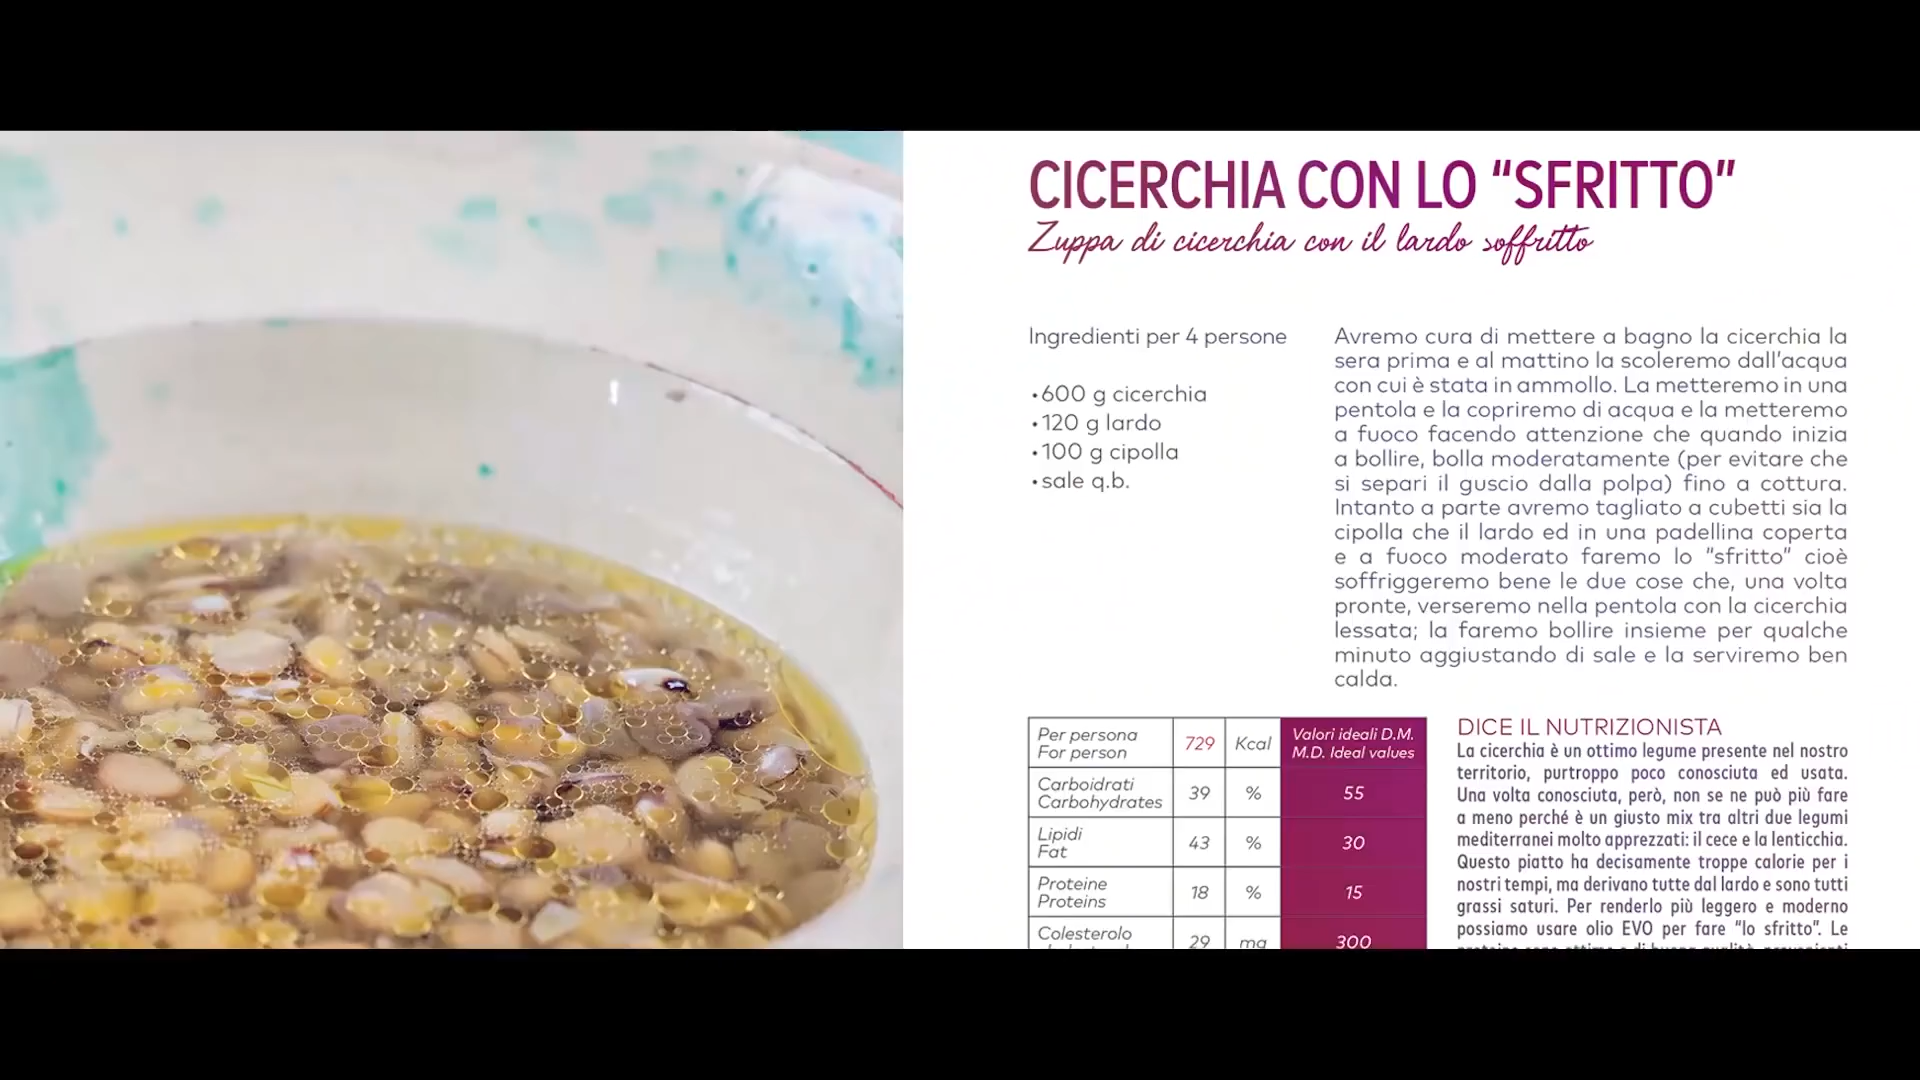 CICERCHIA CON LO “SFRITTO”
Zuppa di cicerchia con il lardo soffritto
Ingredienti per 4 persone
•600 g cicerchia
•120 g lardo
•100 g cipolla
•sale q.b.
Avremo cura di mettere a bagno la cicerchia la
sera prima e al mattino la scoleremo dall’acqua
con cui è stata in ammollo. La metteremo in una
pentola e la copriremo di acqua e la metteremo
a fuoco facendo attenzione che quando inizia
a bollire, bolla moderatamente (per evitare che
si separi il guscio dalla polpa) fino a cottura.
Intanto a parte avremo tagliato a cubetti sia la
cipolla che il lardo ed in una padellina coperta
e a fuoco moderato faremo lo “sfritto” cioè
soffriggeremo bene le due cose che, una volta
pronte, verseremo nella pentola con la cicerchia
lessata; la faremo bollire insieme per qualche
minuto aggiustando di sale e la serviremo ben
calda.
Per persona
For person
729
Kcal
Valori ideali D.M.
M.D. Ideal values
Carboidrati
Carbohydrates
39
%
55
Lipidi
Fat
43
%
30
Proteine
Proteins
18
%
15
Colesterolo
29
mg
300
DICE IL NUTRIZIONISTA
La cicerchia è un ottimo legume presente nel nostro
territorio, purtroppo poco conosciuta ed usata.
Una volta conosciuta, però, non se ne può più fare
a meno perché è un giusto mix tra altri due legumi
mediterranei molto apprezzati: il cece e la lenticchia.
Questo piatto ha decisamente troppe calorie per i
nostri tempi, ma derivano tutte dal lardo e sono tutti
grassi saturi. Per renderlo più leggero e moderno
possiamo usare olio EVO per fare “lo sfritto”. Le